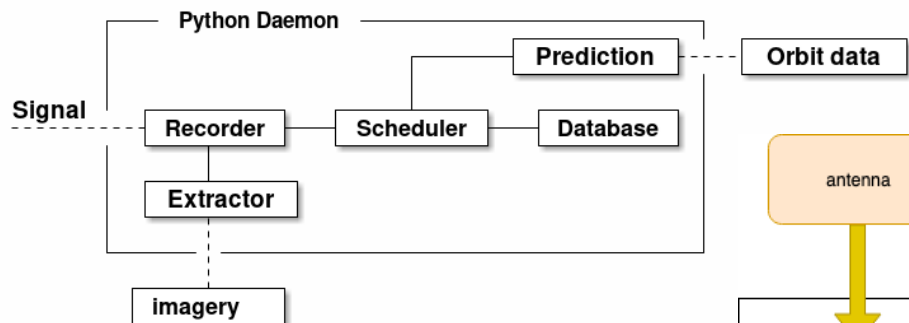 Python Daemon
Prediction
Orbit data
Signal
Recorder
Scheduler
Database
Extractor
antenna
imagery